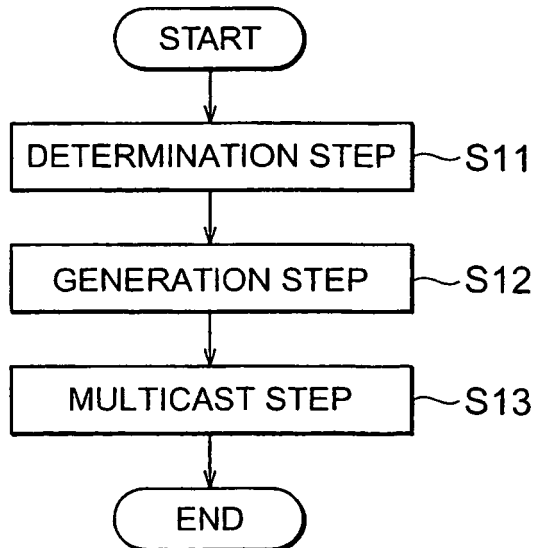 START
DETERMINATION STEP S11
GENERATION STEP S12
MULTICAST STEP S13
END